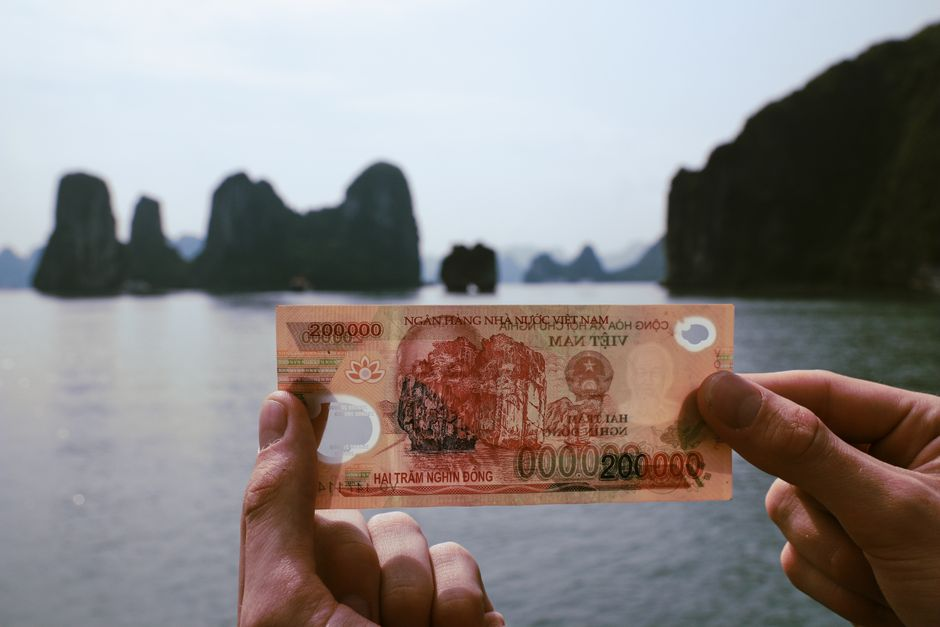 NGÂN HÀNG NHÀ NƯỚC VIỆT NAM
CỘNG HÒA XÃ HỘI CHỦ NGHĨA
VIỆT NAM
200000
HAI TRĂM
NGHÌN ĐỒNG
200000
HAI TRĂM NGHÌN ĐỒNG